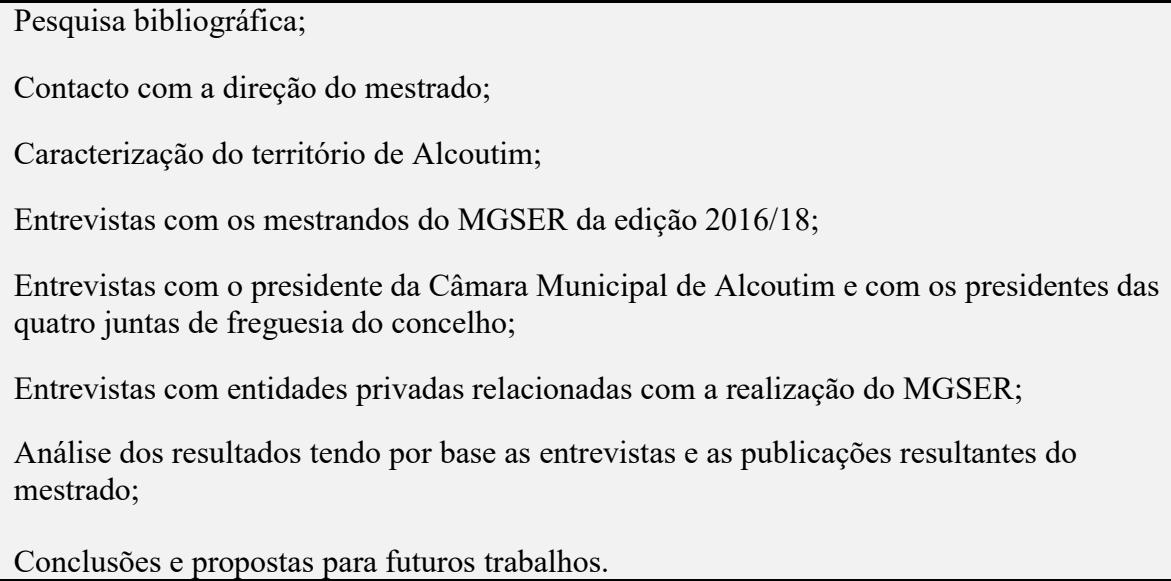 Pesquisa bibliográfica;
Contacto com a direção do mestrado;
Caracterização do território de Alcoutim;
Entrevistas com os mestrandos do MGSER da edição 2016/18;
Entrevistas com o presidente da Câmara Municipal de Alcoutim e com os presidentes das
quatro juntas de freguesia do concelho;
Entrevistas com entidades privadas relacionadas com a realização do MGSER;
Análise dos resultados tendo por base as entrevistas e as publicações resultantes do
mestrado;
Conclusões e propostas para futuros trabalhos.